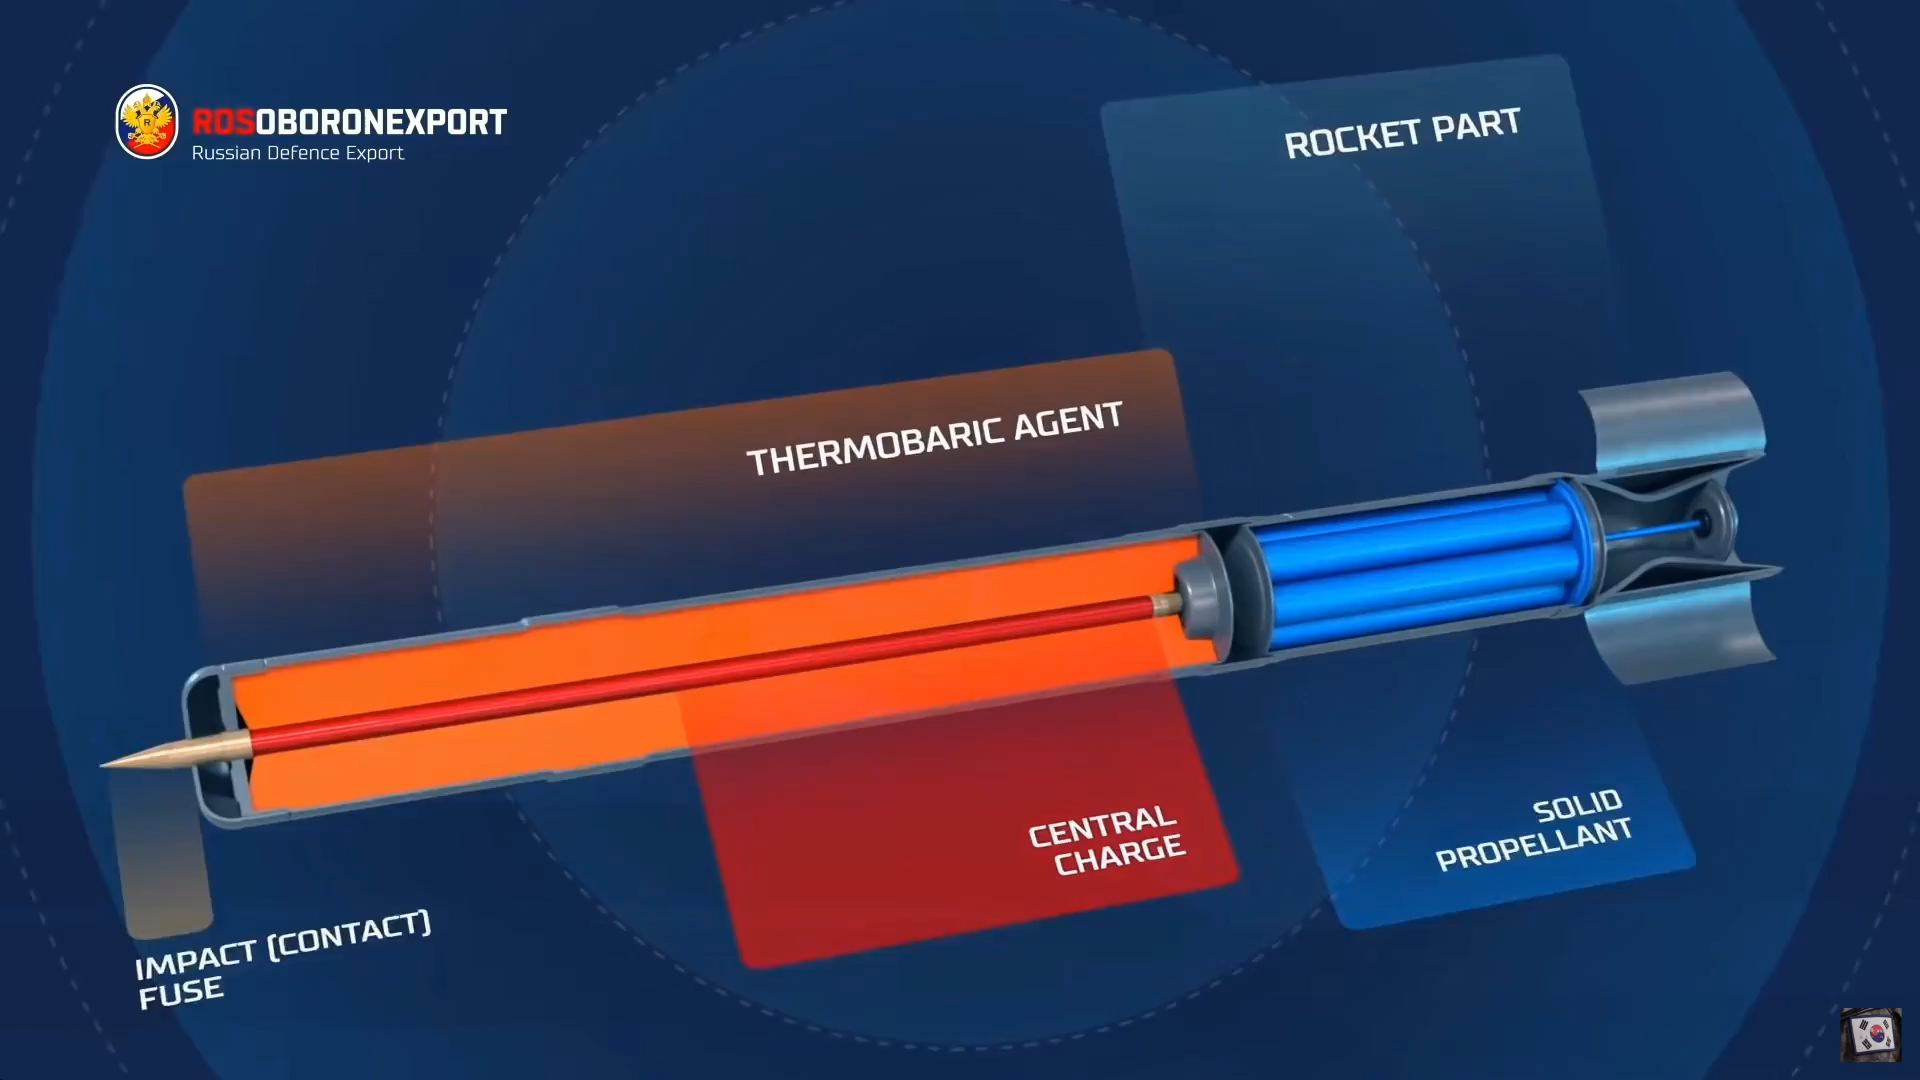 ROSOBORONEXPORT
Russian Defence Export
ROCKET PART
THERMOBARIC AGENT
CENTRAL
CHARGE
SOLID
PROPELLANT
IMPACT (CONTACT)
FUSE